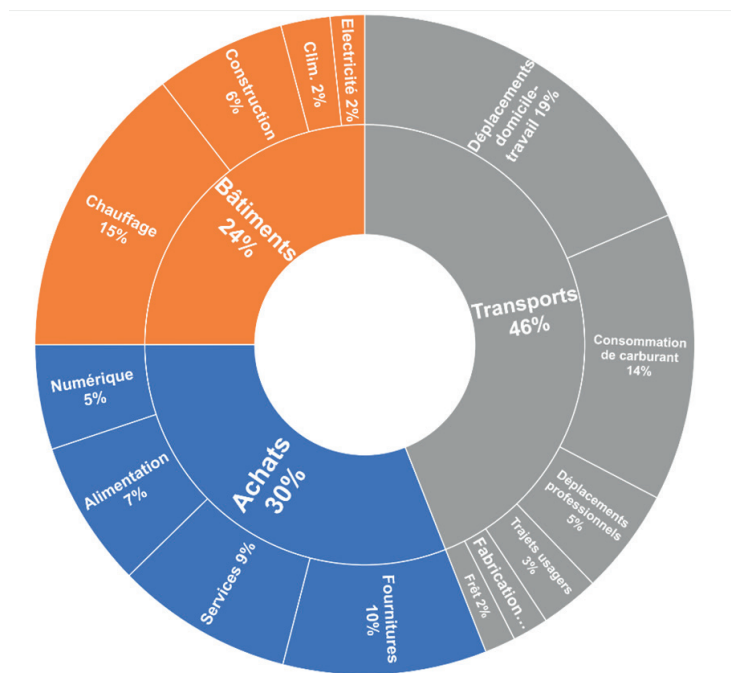 Déplacements
domicile-
travail 19%
Consommation
de carburant
14%
Déplacements
professionnels
5%
Trajets usagers
3%
Fabrication...
Frêt 2%
Transports
46%
Fournitures
10%
Services 9%
Alimentation
7%
Numérique
5%
Achats
30%
Chauffage
15%
Construction
6%
Clim. 2%
Electricité 2%
Bâtiments
24%